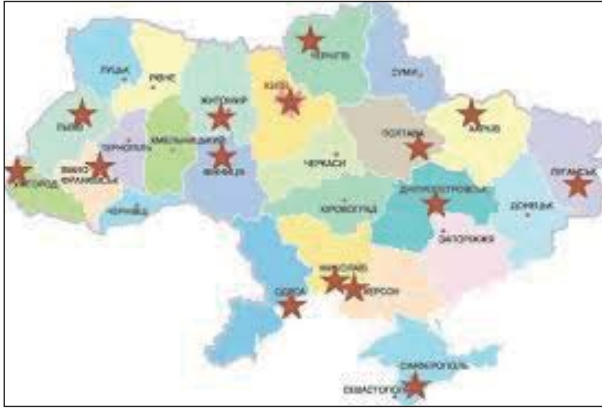 ЛУЦЬК
РІВНЕ
ЧЕРНІГІВ
СУМИ
ЖИТОМИР
КИЇВ
ЛЬВІВ
ТЕРНОПІЛЬ
ХМЕЛЬНИЦЬКИЙ
ПОЛТАВА
ХАРКІВ
УЖГОРОД
ІВАНО
ФРАНКІВСЬК
ВІННИЦЯ
ЧЕРКАСИ
ЛУГАНСЬК
ДНІПРОПЕТРОВСЬК
ЧЕРНІВЦІ
КІРОВОГРАД
ДОНЕЦЬК
ЗАПОРІЖЖЯ
МИКОЛАЇВ
ОДЕСА
ХЕРСОН
СІМФЕРОПОЛЬ
СЕВАСТОПОЛЬ